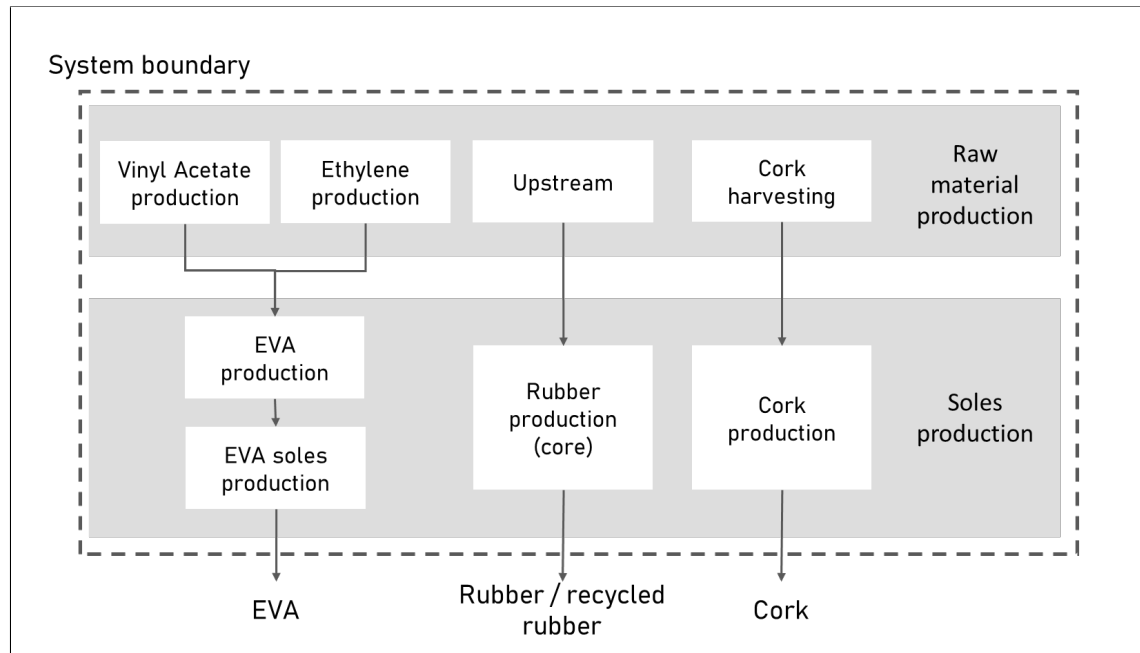 System boundary
Vinyl Acetate
production
Ethylene
production
Upstream
Cork
harvesting
Raw
material
production
EVA
production
EVA soles
production
Rubber
production
(core)
Cork
production
Soles
production
EVA
Rubber / recycled
rubber
Cork